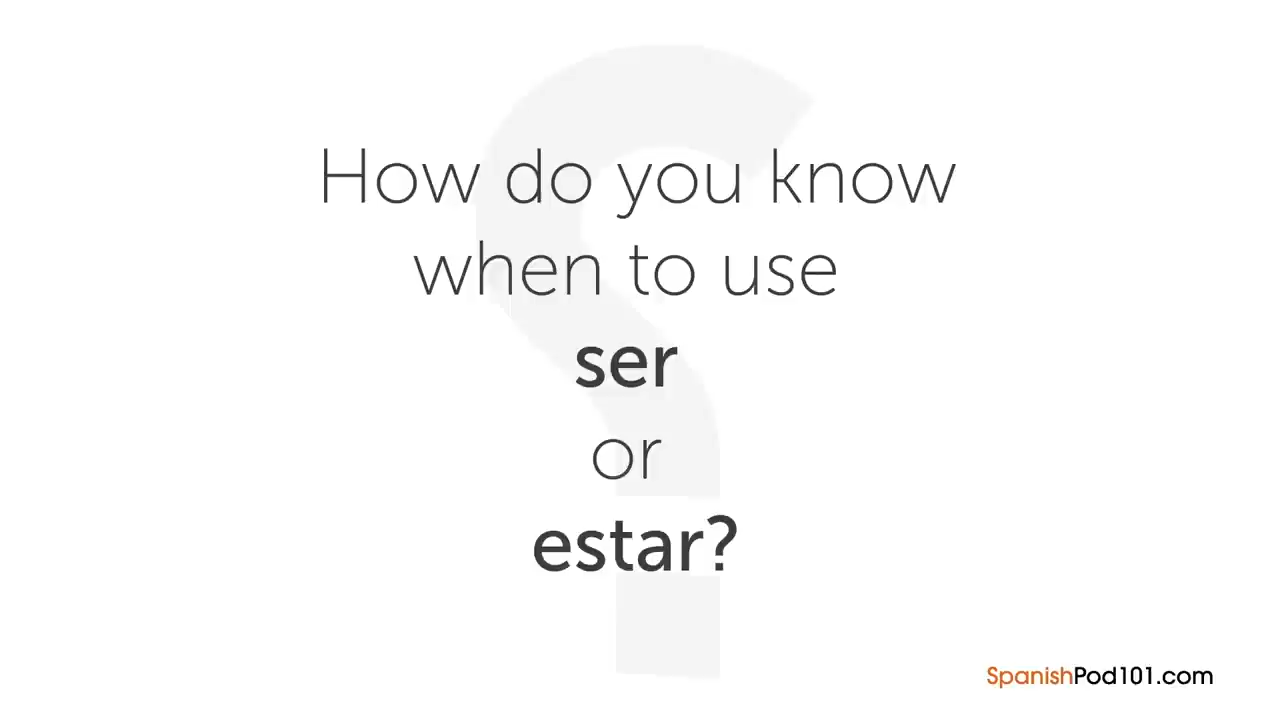 How do you know
when to use
ser
or
estar?
SpanishPod101.com